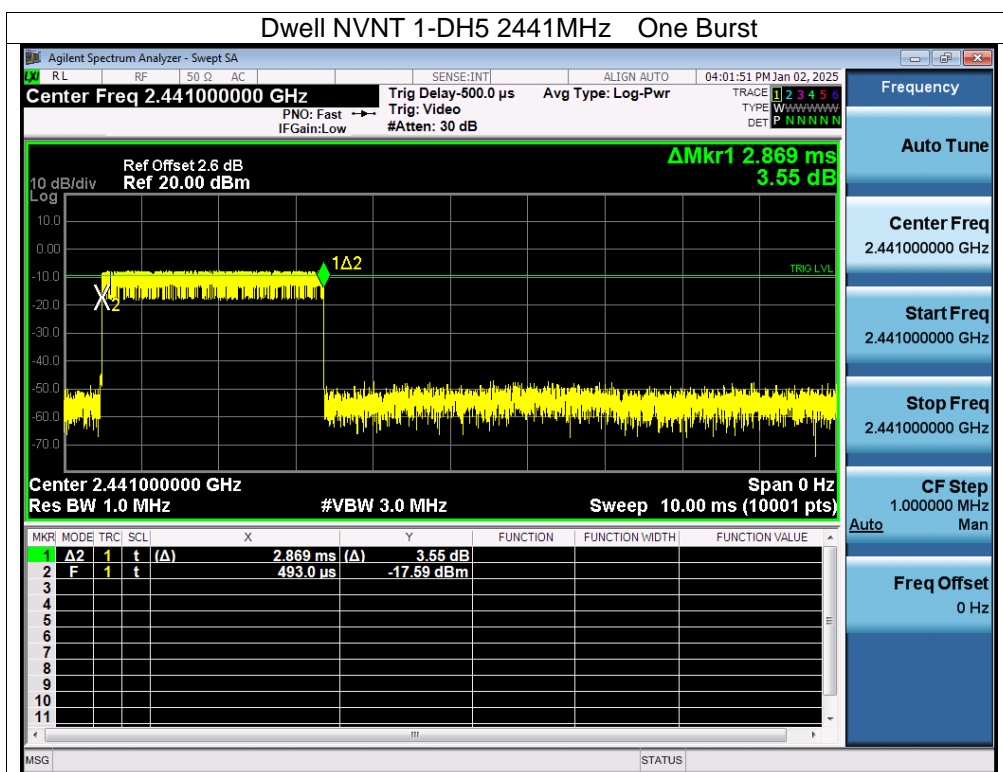 Dwell NVNT 1-DH5 2441MHz One Burst
Agilent Spectrum Analyzer - Swept SA
LXI RL RF 50 Ω AC SENSE:INT ALIGN AUTO 04:01:51 PM Jan 02, 2025
Center Freq 2.441000000 GHz Trig Delay-500.0 µs Avg Type: Log-Pwr TRACE 1 2 3 4 5 6
PNO: Fast Trig: Video TYPE WWWWWW
IFGain:Low #Atten: 30 dB DET P N N N N N
Frequency
Auto Tune
Center Freq
2.441000000 GHz
Start Freq
2.441000000 GHz
Stop Freq
2.441000000 GHz
CF Step
1.000000 MHz
Auto Man
Freq Offset
0 Hz
ΔMkr1 2.869 ms
3.55 dB
Ref Offset 2.6 dB
10 dB/div Ref 20.00 dBm
Log
10.0
0.00
-10.0
-20.0
-30.0
-40.0
-50.0
-60.0
-70.0
1Δ2
TRIG LVL
2
Center 2.441000000 GHz Span 0 Hz
Res BW 1.0 MHz #VBW 3.0 MHz Sweep 10.00 ms (10001 pts)
MKR MODE TRC SCL X Y FUNCTION FUNCTION WIDTH FUNCTION VALUE
1 Δ2 1 t (Δ) 2.869 ms (Δ) 3.55 dB
2 F 1 t 493.0 µs -17.59 dBm
3
4
5
6
7
8
9
10
11
MSG STATUS